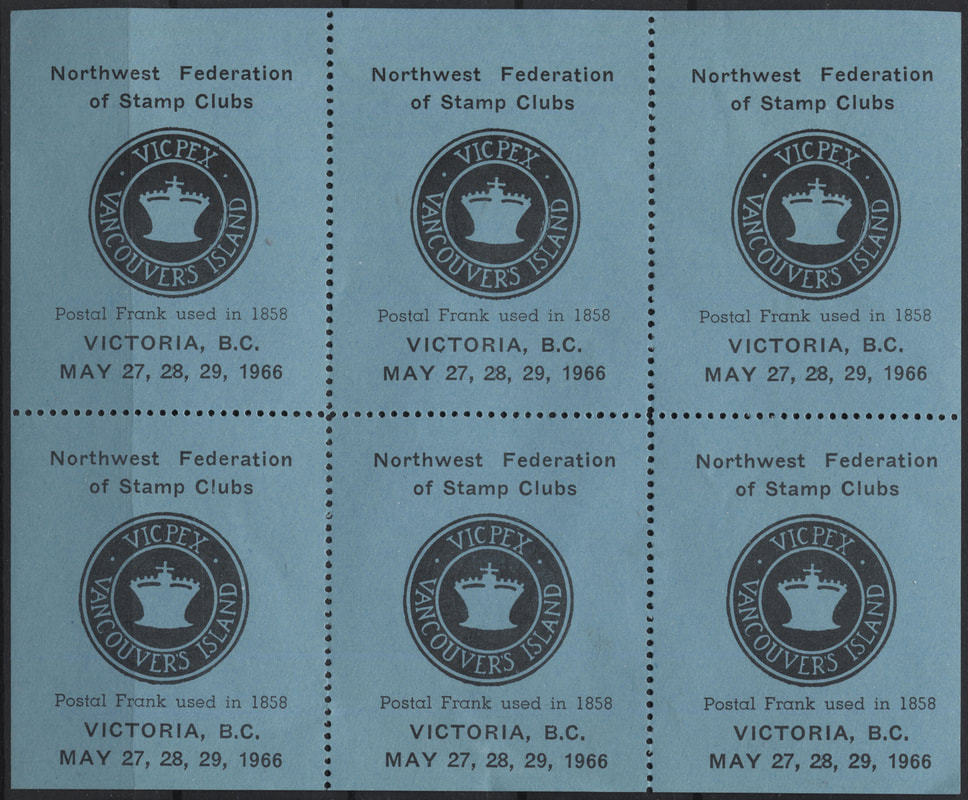 Northwest Federation
of Stamp Clubs
· VICPEX ·
VANCOUVER'S ISLAND
Postal Frank used in 1858
VICTORIA, B.C.
MAY 27, 28, 29, 1966
Northwest Federation
of Stamp Clubs
· VICPEX ·
VANCOUVER'S ISLAND
Postal Frank used in 1858
VICTORIA, B.C.
MAY 27, 28, 29, 1966
Northwest Federation
of Stamp Clubs
· VICPEX ·
VANCOUVER'S ISLAND
Postal Frank used in 1858
VICTORIA, B.C.
MAY 27, 28, 29, 1966
Northwest Federation
of Stamp Clubs
· VICPEX ·
VANCOUVER'S ISLAND
Postal Frank used in 1858
VICTORIA, B.C.
MAY 27, 28, 29, 1966
Northwest Federation
of Stamp Clubs
· VICPEX ·
VANCOUVER'S ISLAND
Postal Frank used in 1858
VICTORIA, B.C.
MAY 27, 28, 29, 1966
Northwest Federation
of Stamp Clubs
· VICPEX ·
VANCOUVER'S ISLAND
Postal Frank used in 1858
VICTORIA, B.C.
MAY 27, 28, 29, 1966